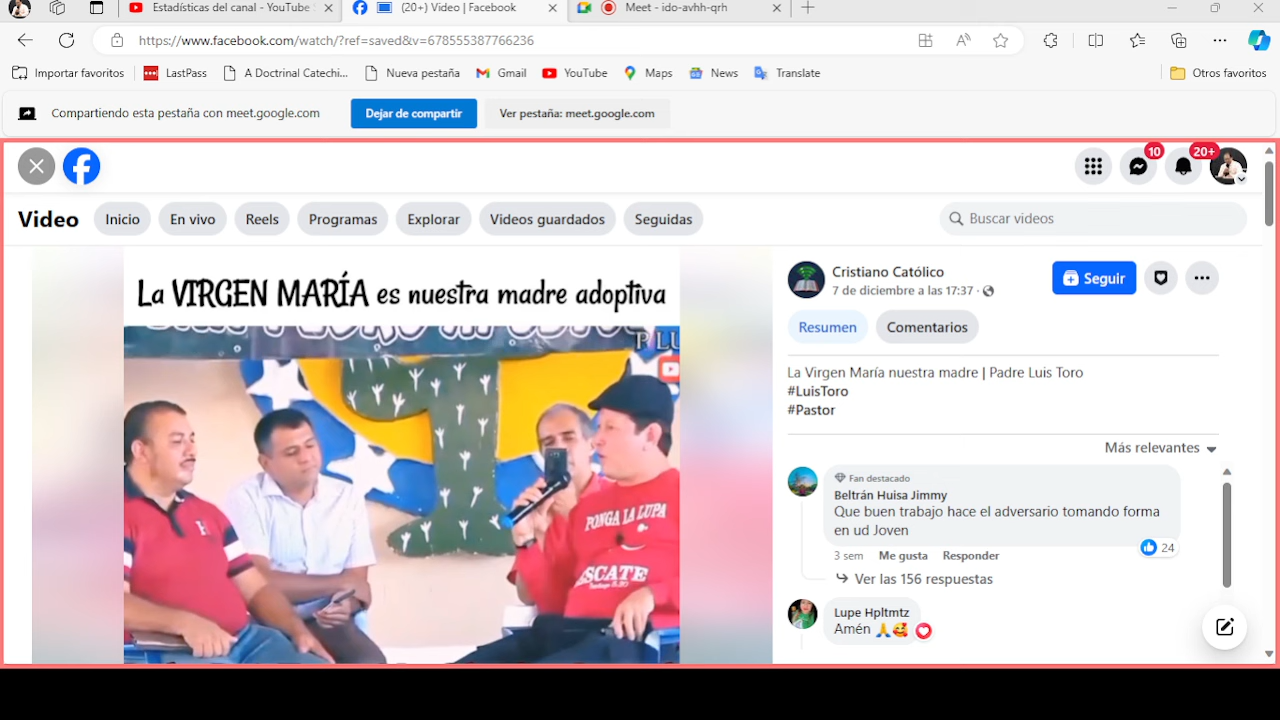 Estadísticas del canal - YouTube
(20+) Video | Facebook
Meet - ido-avhh-qrh
https://www.facebook.com/watch/?ref=saved&v=678555387766236
Importar favoritos
LastPass
A Doctrinal Catechi...
Nueva pestaña
Gmail
YouTube
Maps
News
Translate
Otros favoritos
Compartiendo esta pestaña con meet.google.com
Dejar de compartir
Ver pestaña: meet.google.com
10
20+
Video
Inicio
En vivo
Reels
Programas
Explorar
Videos guardados
Seguidas
Buscar videos
La VIRGEN MARÍA es nuestra madre adoptiva
P LU
PONGA LA LUPA
ESCATE
Cristiano Católico
7 de diciembre a las 17:37 ·
Seguir
Resumen
Comentarios
La Virgen María nuestra madre | Padre Luis Toro
#LuisToro
#Pastor
Más relevantes
Fan destacado
Beltrán Huisa Jimmy
Que buen trabajo hace el adversario tomando forma
en ud Joven
24
3 sem Me gusta Responder
Ver las 156 respuestas
Lupe Hpltmtz
Amén 🙏🥰